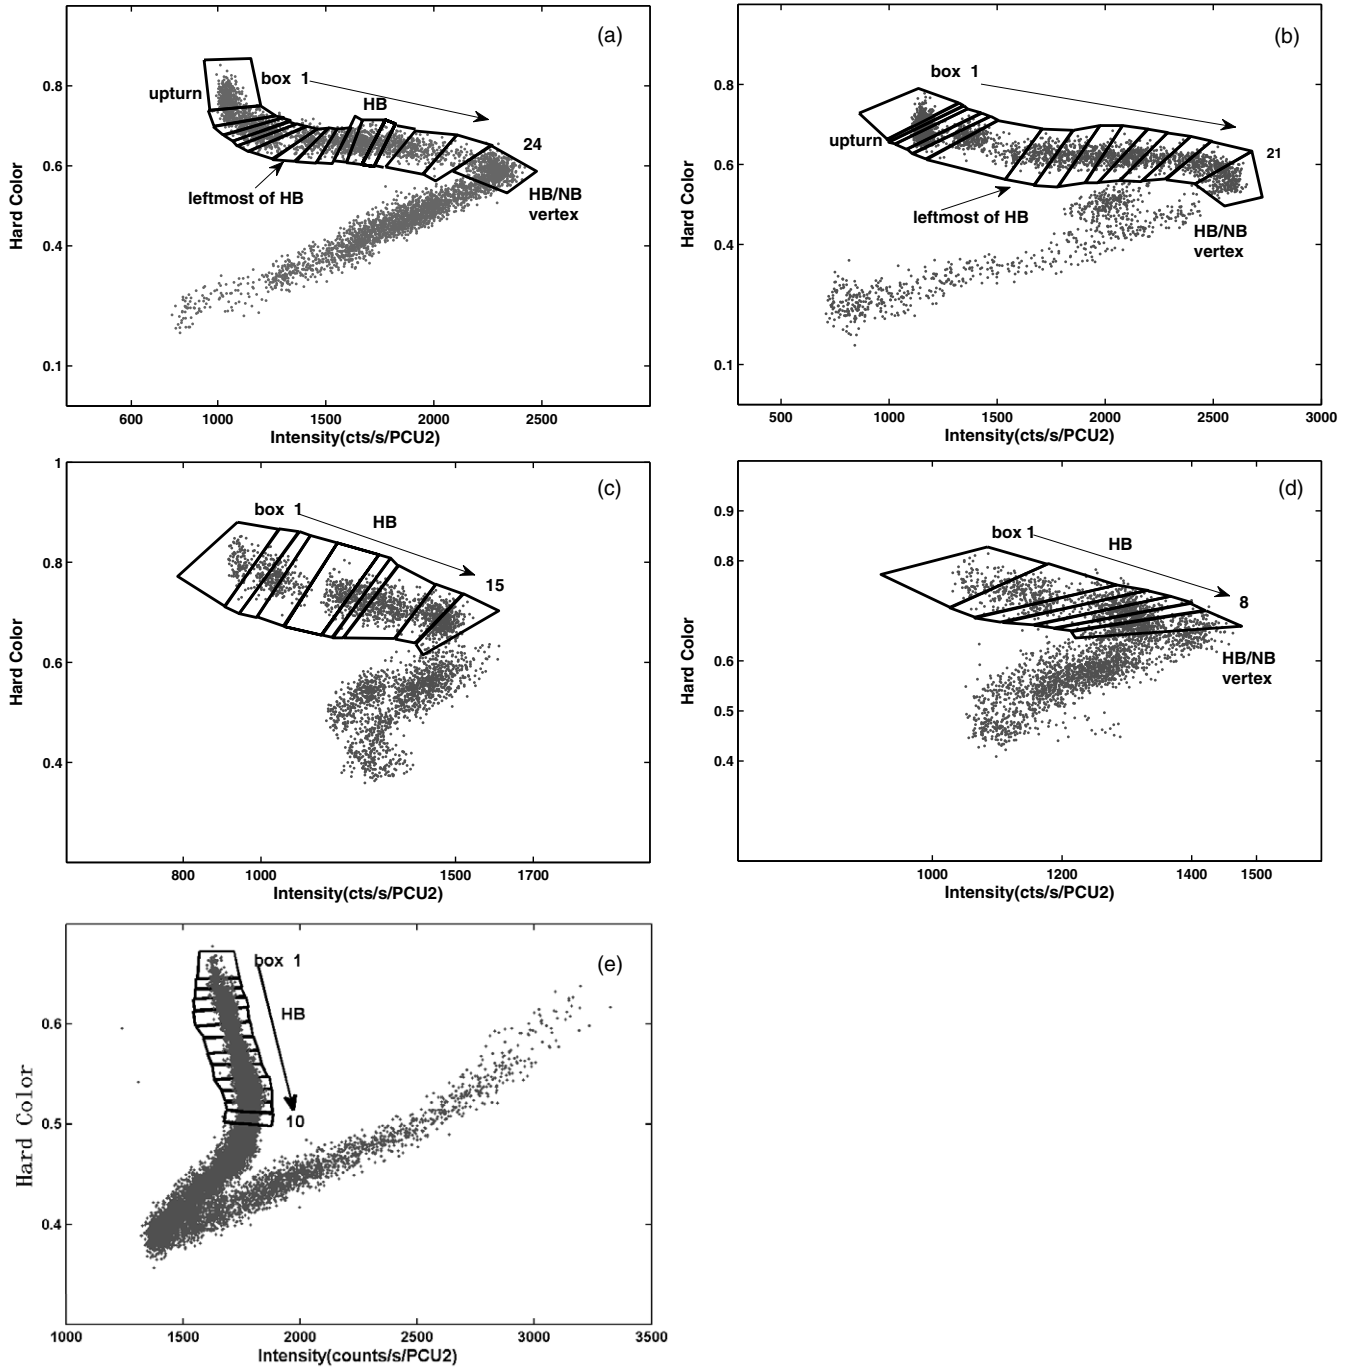 (a)
0.8
0.6
0.4
0.1
upturn
box 1
HB
24
leftmost of HB
HB/NB
vertex
Hard Color
600
1000
1500
2000
2500
Intensity(cts/s/PCU2)
(b)
0.8
0.6
0.4
0.1
box 1
upturn
21
leftmost of HB
HB/NB
vertex
Hard Color
500
1000
1500
2000
2500
3000
Intensity(cts/s/PCU2)
(c)
1
0.8
0.6
0.4
box 1
HB
15
Hard Color
800
1000
1500
1700
Intensity(cts/s/PCU2)
(d)
0.9
0.8
0.6
0.5
0.4
box 1
HB
8
HB/NB
vertex
Hard Color
1000
1200
1400
1500
Intensity(cts/s/PCU2)
(e)
0.6
0.5
0.4
box 1
HB
10
Hard Color
1000
1500
2000
2500
3000
3500
Intensity(counts/s/PCU2)